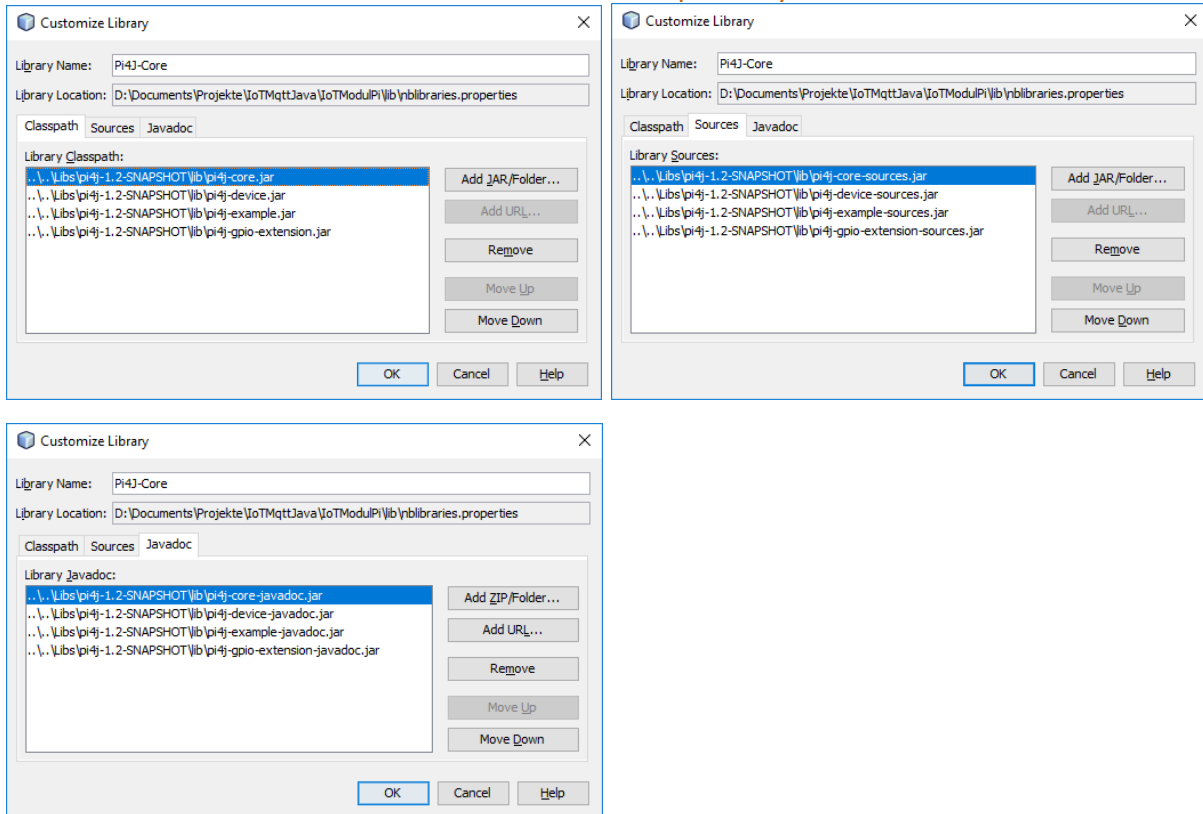 Customize Library
Library Name: Pi4J-Core
Library Location: D:\Documents\Projekte\IoTMqttJava\IoTModulPi\lib\nblibraries.properties
Classpath Sources Javadoc
Library Classpath:
..\..\Libs\pi4j-1.2-SNAPSHOT\lib\pi4j-core.jar
..\..\Libs\pi4j-1.2-SNAPSHOT\lib\pi4j-device.jar
..\..\Libs\pi4j-1.2-SNAPSHOT\lib\pi4j-example.jar
..\..\Libs\pi4j-1.2-SNAPSHOT\lib\pi4j-gpio-extension.jar
Add JAR/Folder...
Add URL...
Remove
Move Up
Move Down
OK Cancel Help
Customize Library
Library Name: Pi4J-Core
Library Location: D:\Documents\Projekte\IoTMqttJava\IoTModulPi\lib\nblibraries.properties
Classpath Sources Javadoc
Library Sources:
..\..\Libs\pi4j-1.2-SNAPSHOT\lib\pi4j-core-sources.jar
..\..\Libs\pi4j-1.2-SNAPSHOT\lib\pi4j-device-sources.jar
..\..\Libs\pi4j-1.2-SNAPSHOT\lib\pi4j-example-sources.jar
..\..\Libs\pi4j-1.2-SNAPSHOT\lib\pi4j-gpio-extension-sources.jar
Add JAR/Folder...
Add URL...
Remove
Move Up
Move Down
OK Cancel Help
Customize Library
Library Name: Pi4J-Core
Library Location: D:\Documents\Projekte\IoTMqttJava\IoTModulPi\lib\nblibraries.properties
Classpath Sources Javadoc
Library Javadoc:
..\..\Libs\pi4j-1.2-SNAPSHOT\lib\pi4j-core-javadoc.jar
..\..\Libs\pi4j-1.2-SNAPSHOT\lib\pi4j-device-javadoc.jar
..\..\Libs\pi4j-1.2-SNAPSHOT\lib\pi4j-example-javadoc.jar
..\..\Libs\pi4j-1.2-SNAPSHOT\lib\pi4j-gpio-extension-javadoc.jar
Add ZIP/Folder...
Add URL...
Remove
Move Up
Move Down
OK Cancel Help